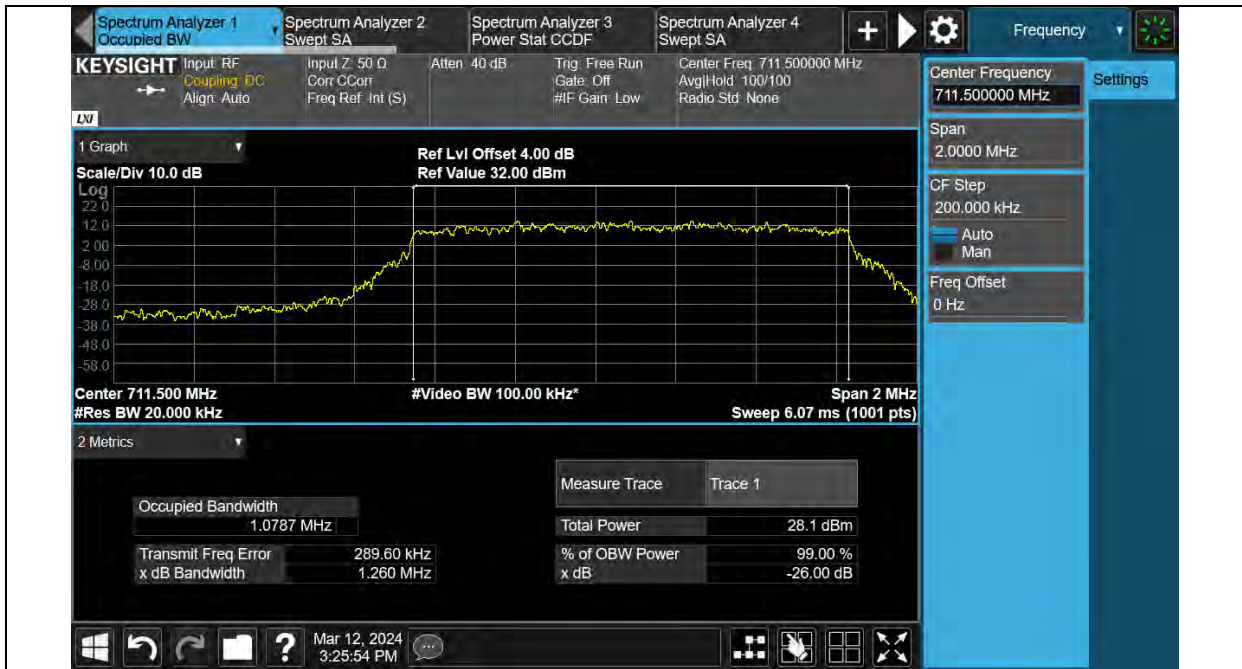 Spectrum Analyzer 1
Occupied BW
Spectrum Analyzer 2
Swept SA
Spectrum Analyzer 3
Power Stat CCDF
Spectrum Analyzer 4
Swept SA
Frequency
KEYSIGHT
LXI
Input: RF
Coupling: DC
Align: Auto
Input Z: 50 Ω
Corr CCorr
Freq Ref: Int (S)
Atten: 40 dB
Trig: Free Run
Gate: Off
#IF Gain: Low
Center Freq: 711.500000 MHz
Avg|Hold: 100/100
Radio Std: None
Center Frequency
711.500000 MHz
Settings
Span
2.0000 MHz
CF Step
200.000 kHz
Auto
Man
Freq Offset
0 Hz
1 Graph
Scale/Div 10.0 dB
Ref Lvl Offset 4.00 dB
Ref Value 32.00 dBm
Log
22.0
12.0
2.00
-8.00
-18.0
-28.0
-38.0
-48.0
-58.0
Center 711.500 MHz
#Res BW 20.000 kHz
#Video BW 100.00 kHz*
Span 2 MHz
Sweep 6.07 ms (1001 pts)
2 Metrics
Measure Trace
Trace 1
Occupied Bandwidth
1.0787 MHz
Total Power
28.1 dBm
Transmit Freq Error
289.60 kHz
% of OBW Power
99.00 %
x dB Bandwidth
1.260 MHz
x dB
-26.00 dB
?
Mar 12, 2024
3:25:54 PM